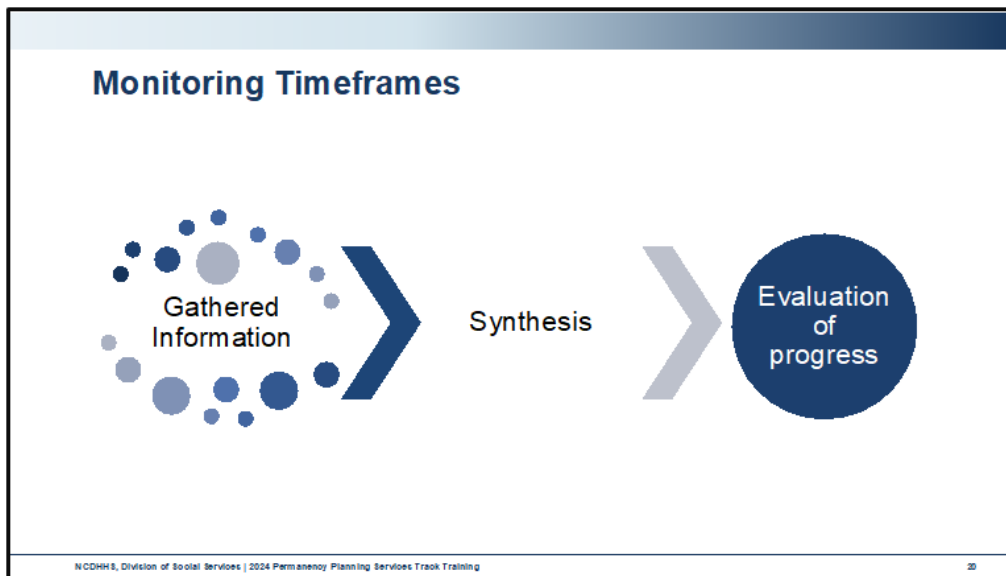 Monitoring Timeframes
Gathered
Information
Synthesis
Evaluation
of
progress
NCDHHS, Division of Social Services | 2024 Permanency Planning Services Track Training
20